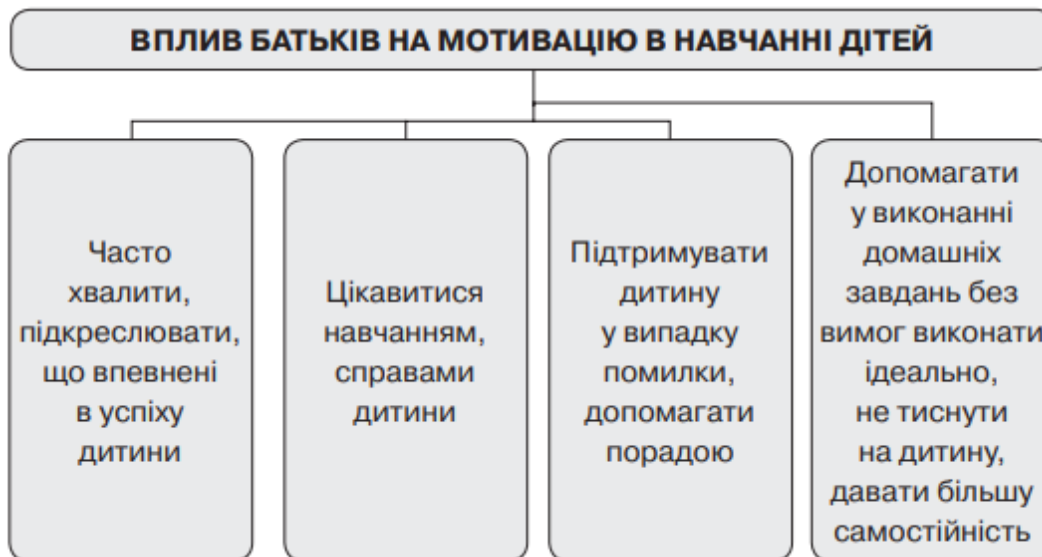 ВПЛИВ БАТЬКІВ НА МОТИВАЦІЮ В НАВЧАННІ ДІТЕЙ
Часто
хвалити,
підкреслювати,
що впевнені
в успіху
дитини
Цікавитися
навчанням,
справами
дитини
Підтримувати
дитину
у випадку
помилки,
допомагати
порадою
Допомагати
у виконанні
домашніх
завдань без
вимог виконати
ідеально,
не тиснути
на дитину,
давати більшу
самостійність